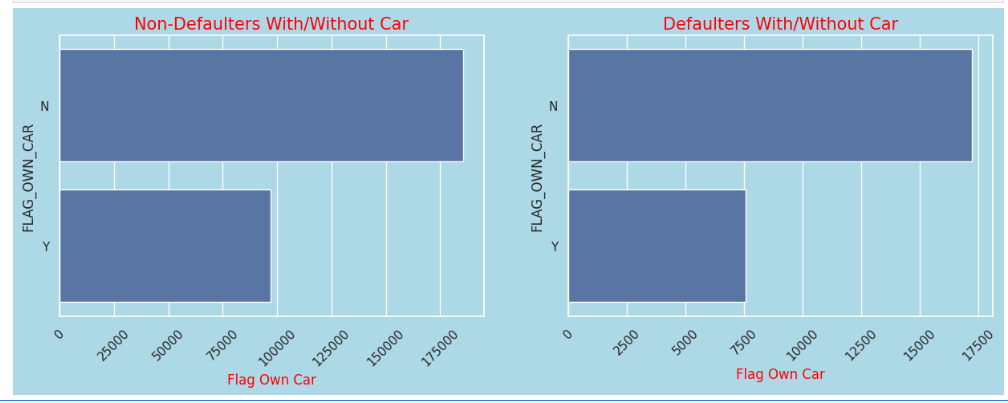 Non-Defaulters With/Without Car
FLAG_OWN_CAR
N
Y
0
25000
50000
75000
100000
125000
150000
175000
Flag Own Car
Defaulters With/Without Car
FLAG_OWN_CAR
N
Y
0
2500
5000
7500
10000
12500
15000
17500
Flag Own Car